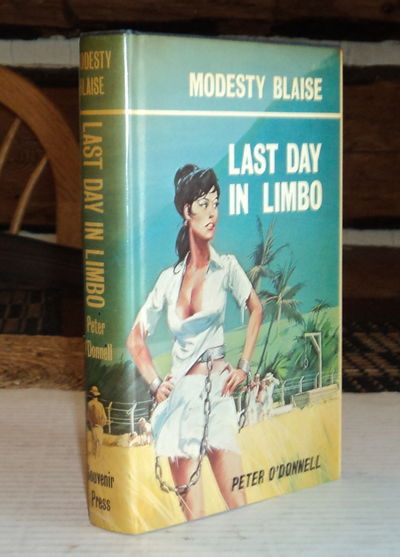 MODESTY
BLAISE
LAST DAY IN LIMBO
Peter
O'Donnell
Souvenir
Press
MODESTY BLAISE
LAST DAY
IN LIMBO
PETER O'DONNELL